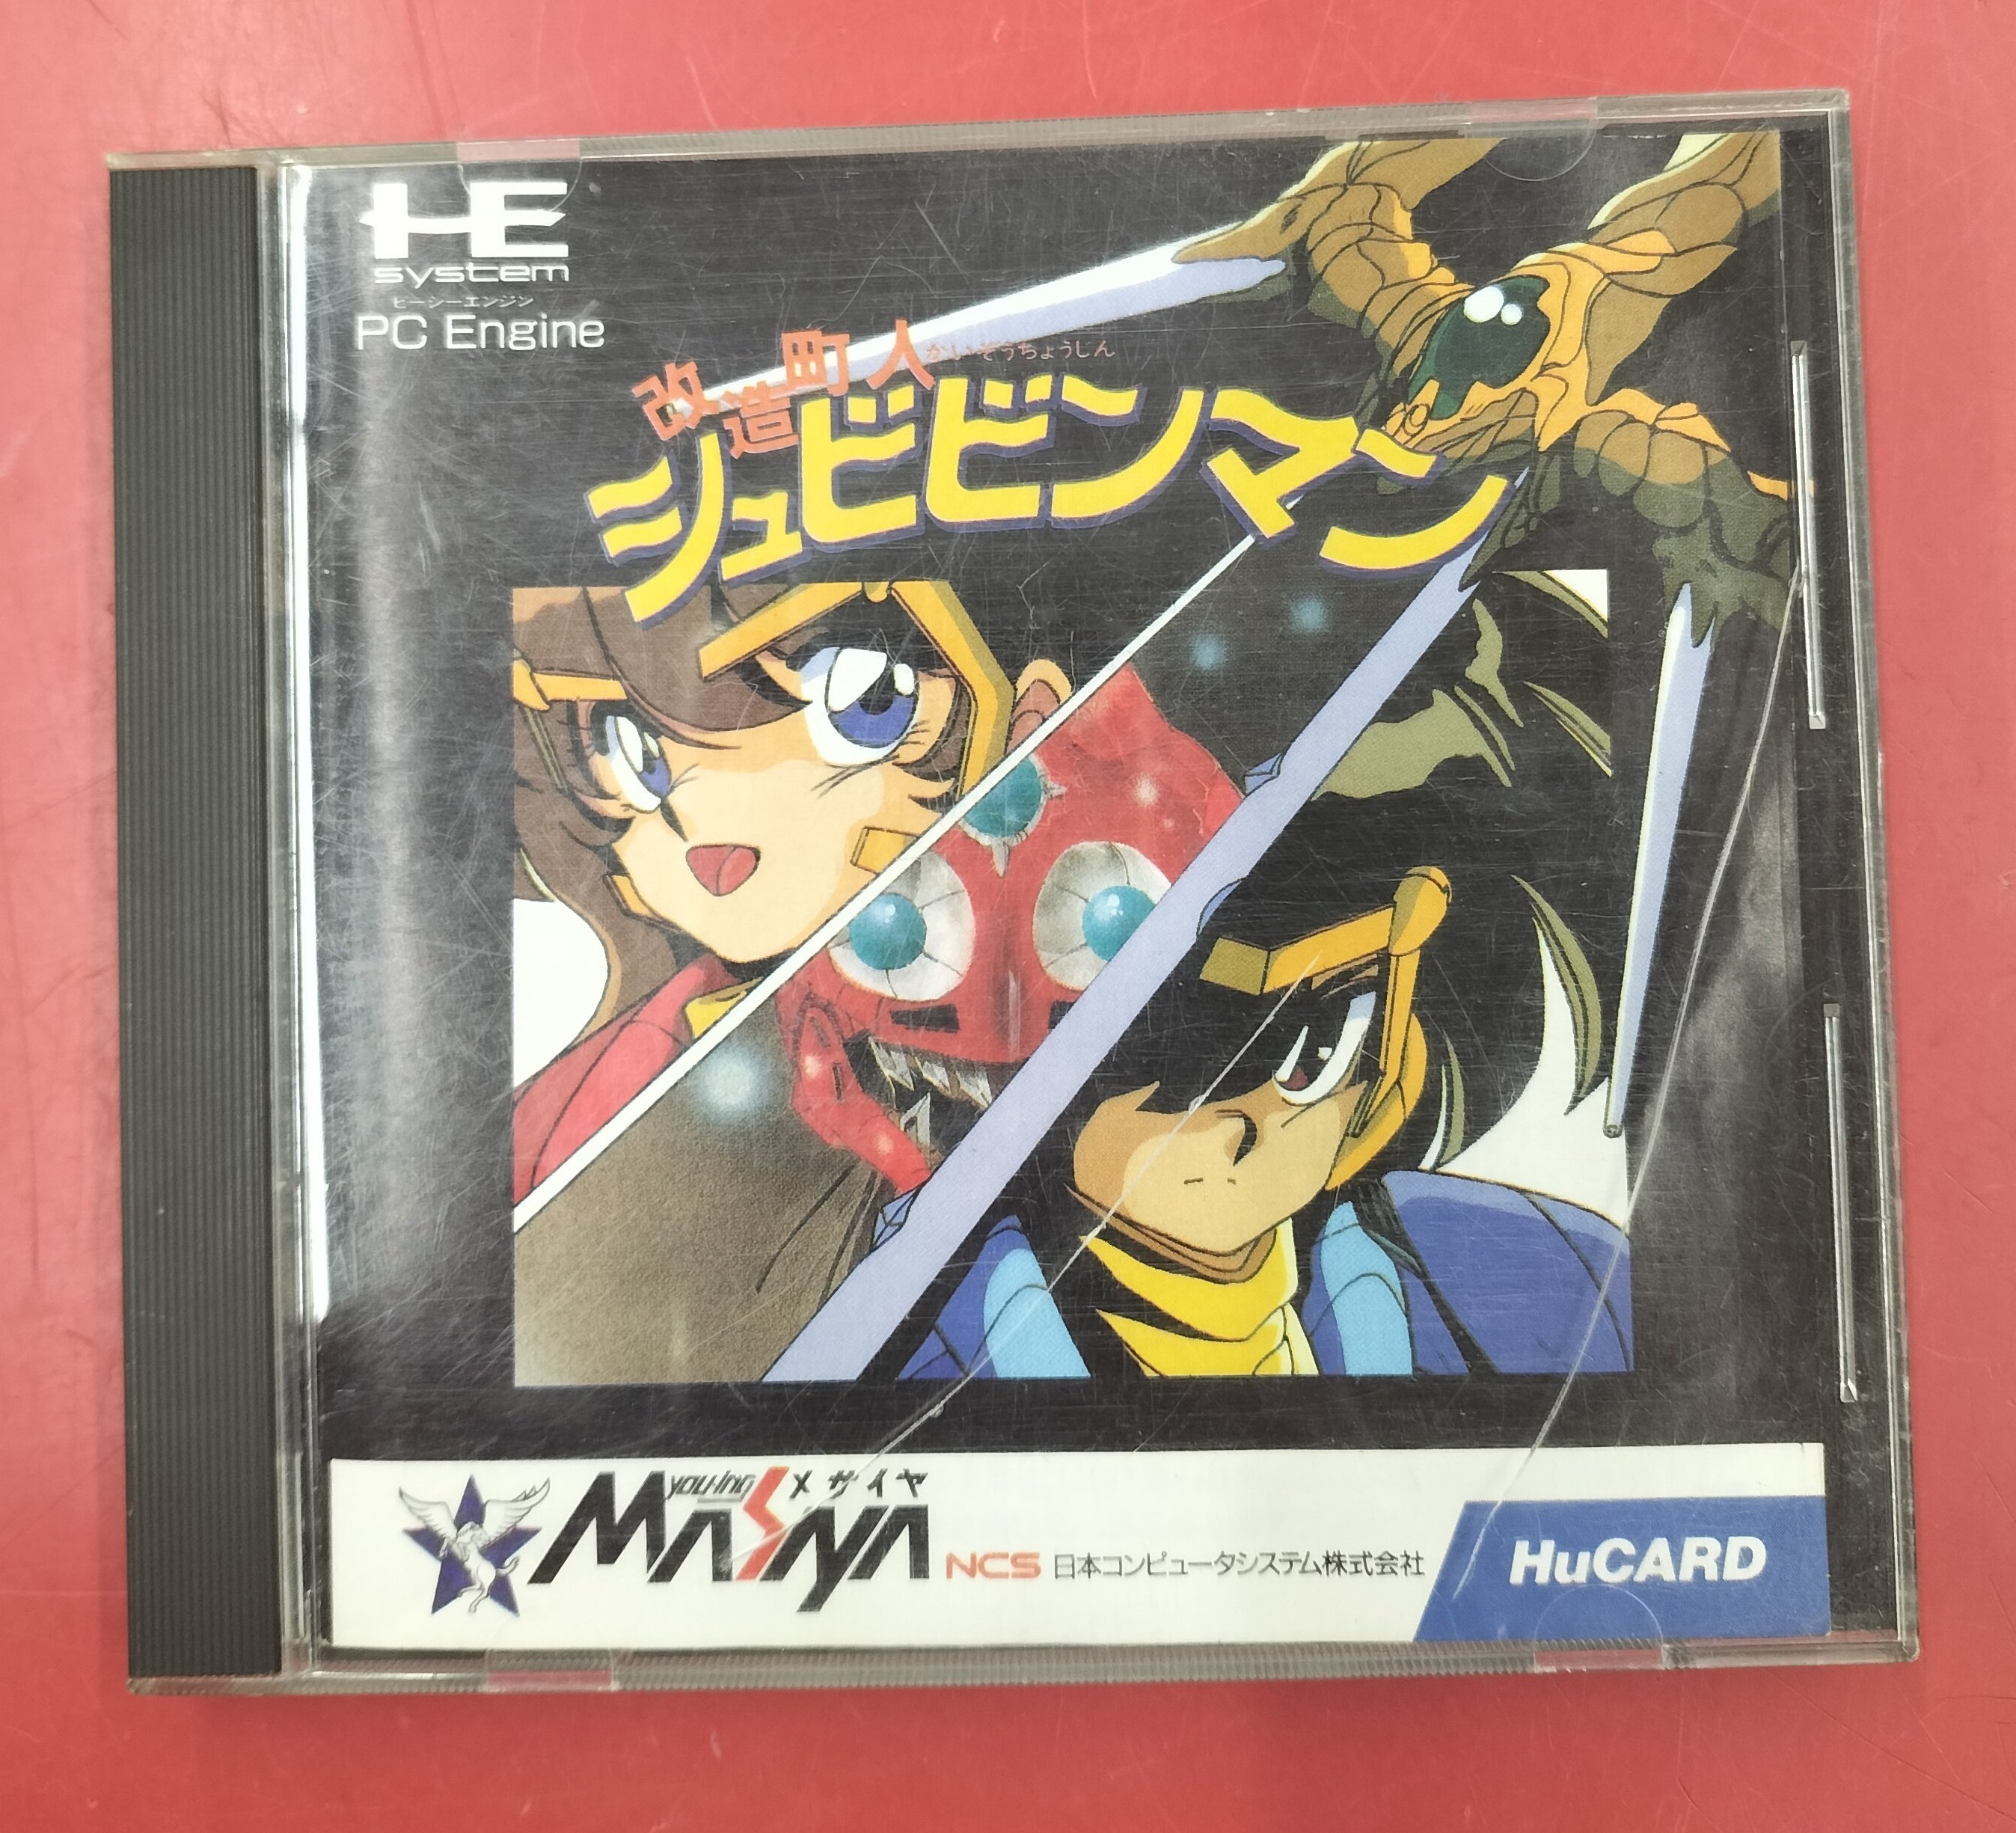 HE
system
ピーシーエンジン
PC Engine
改造町人
かいぞうちょうじん
シュビビンマン
you-ing
メサイヤ
MASAYA
NCS 日本コンピュータシステム株式会社
HuCARD